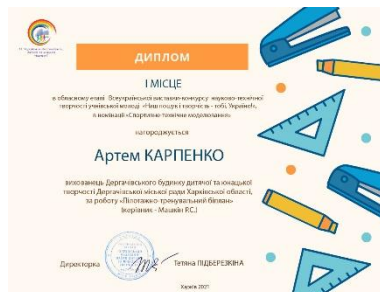 ДИПЛОМ
І МІСЦЕ
в обласному етапі Всеукраїнської виставки-конкурсу науково-технічної
творчості учнівської молоді «Наш пошук і творчість - тобі, Україно!»,
в номінації «Спортивне технічне моделювання»
нагороджується
Артем КАРПЕНКО
вихованець Дергачівського будинку дитячої та юнацької
творчості Дергачівської міської ради Харківської області,
за роботу «Пілотажно-тренувальний біплан»
(керівник - Машкін Р.С.)
Директорка
Тетяна ПІДБЕРЕЗКІНА
Харків 2021